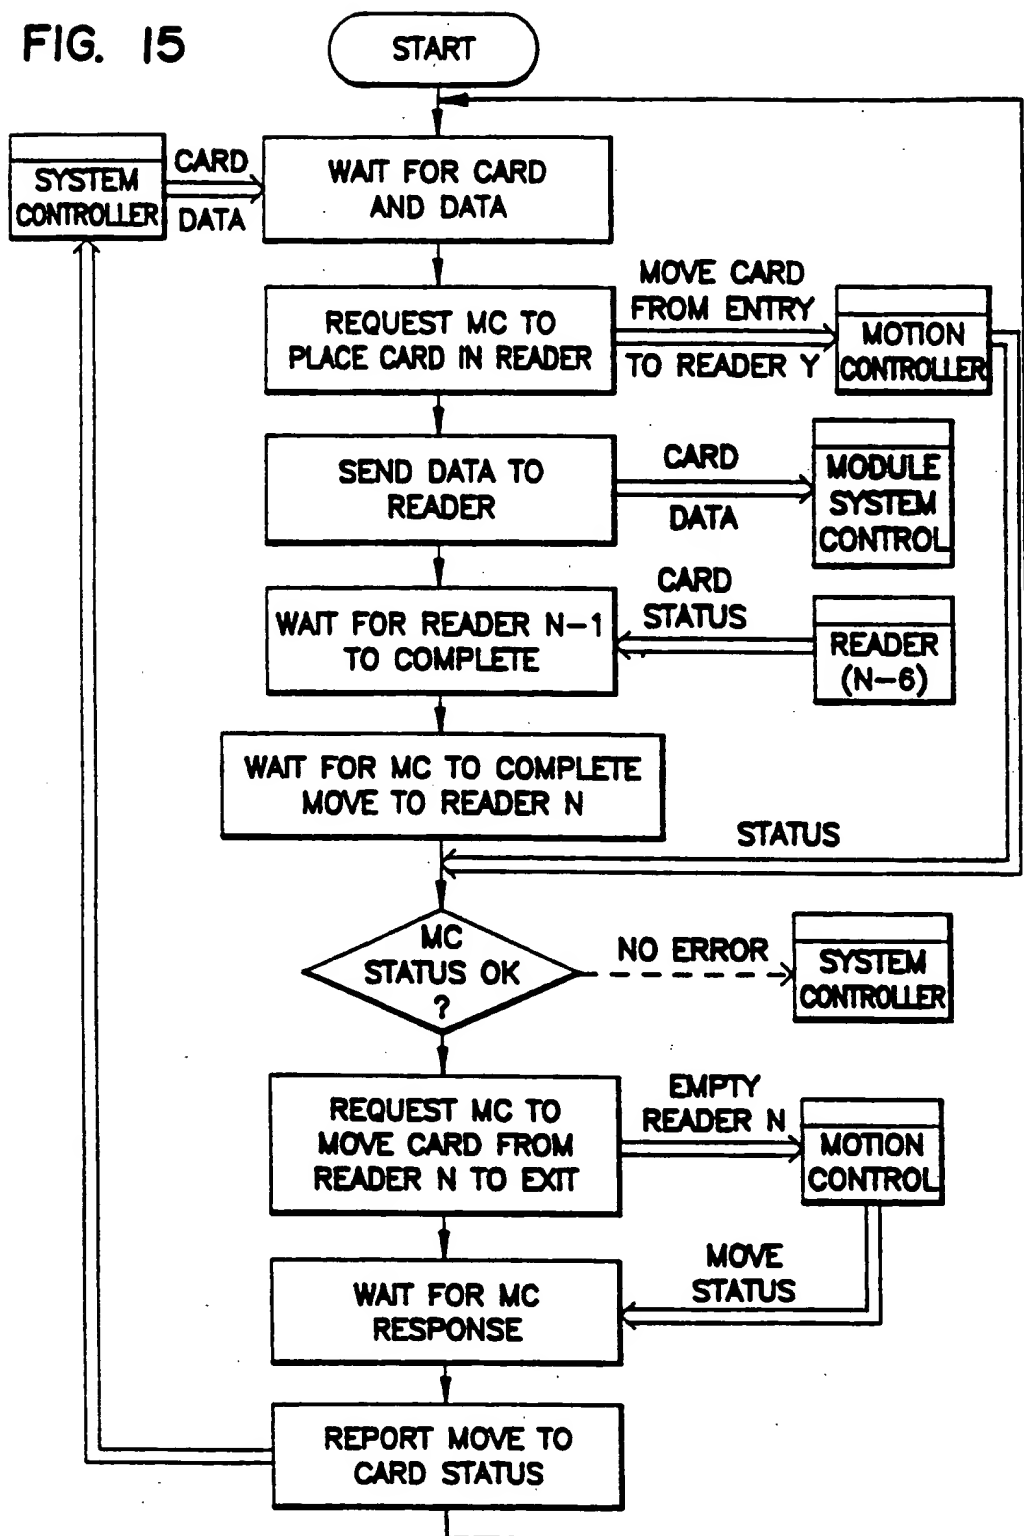 FIG. 15
START
SYSTEM
CONTROLLER
CARD
DATA
WAIT FOR CARD
AND DATA
REQUEST MC TO
PLACE CARD IN READER
MOVE CARD
FROM ENTRY
TO READER Y
MOTION
CONTROLLER
SEND DATA TO
READER
CARD
DATA
MODULE
SYSTEM
CONTROL
WAIT FOR READER N-1
TO COMPLETE
CARD
STATUS
READER
(N-6)
WAIT FOR MC TO COMPLETE
MOVE TO READER N
STATUS
MC
STATUS OK
?
NO ERROR
SYSTEM
CONTROLLER
REQUEST MC TO
MOVE CARD FROM
READER N TO EXIT
EMPTY
READER N
MOTION
CONTROL
WAIT FOR MC
RESPONSE
MOVE
STATUS
REPORT MOVE TO
CARD STATUS